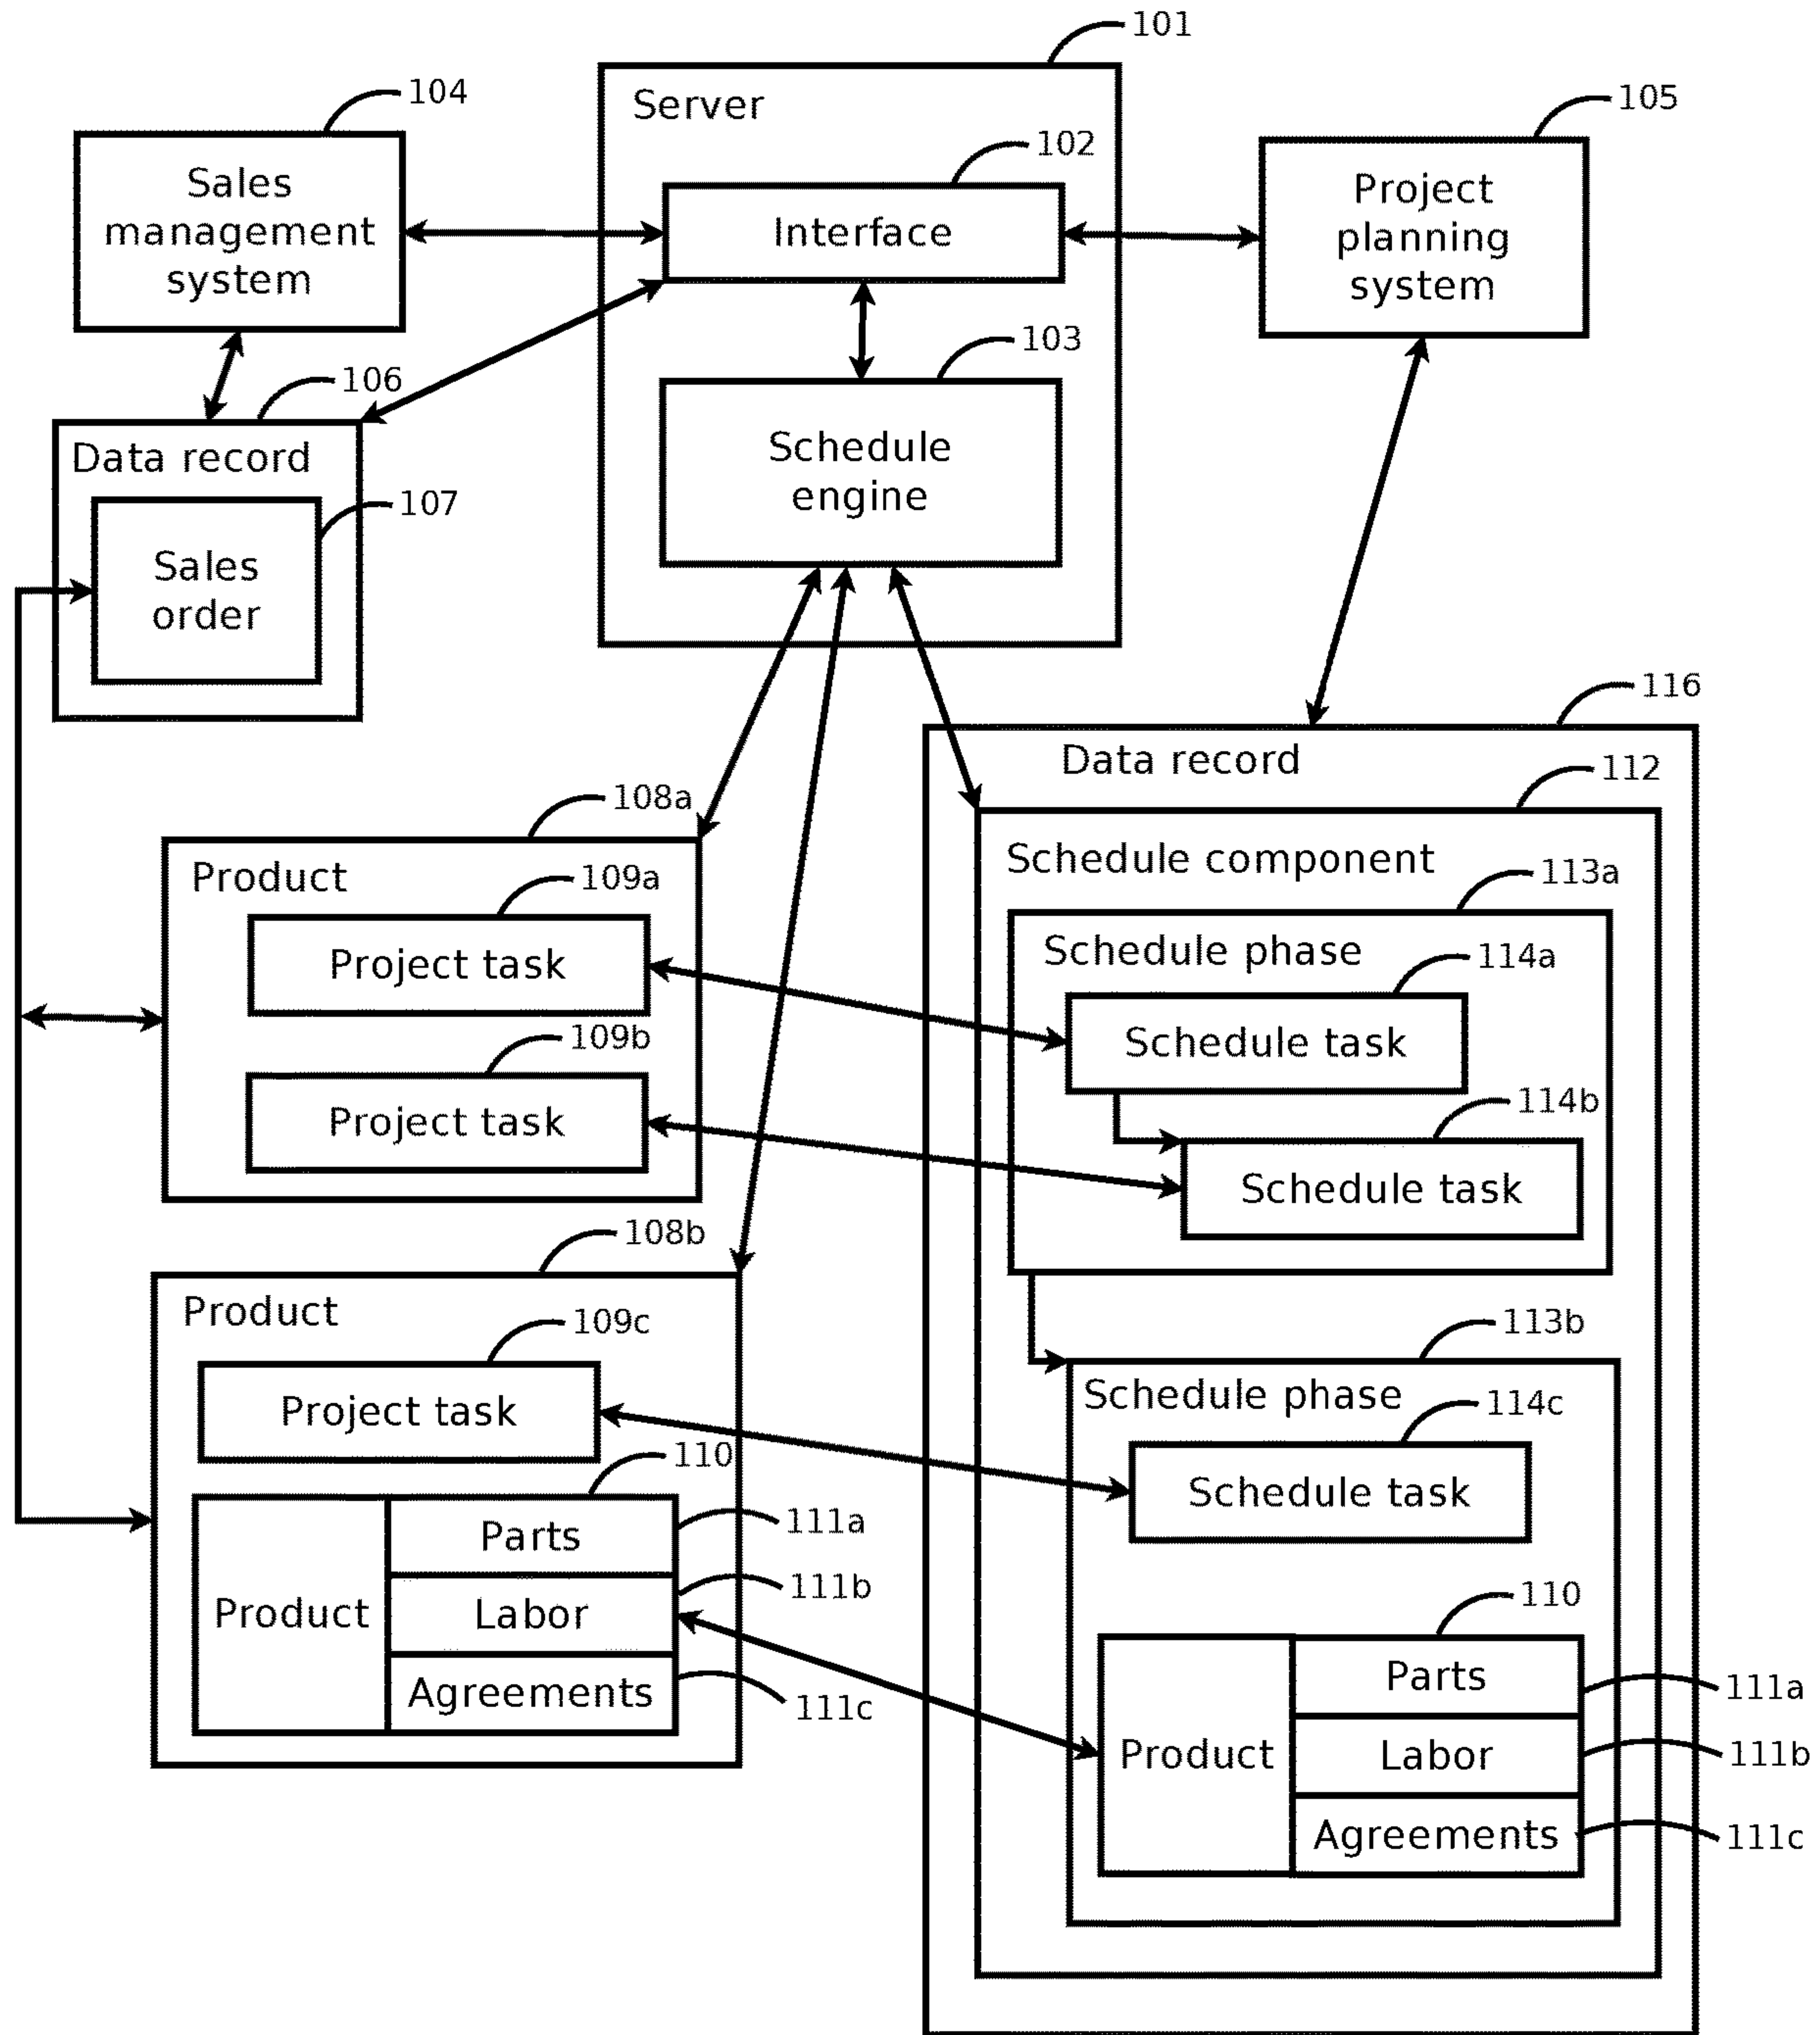 101
Server
104
105
102
Sales
management
system
Interface
Project
planning
system
103
106
Data record
Schedule
engine
107
Sales
order
116
Data record
112
108a
Product
Schedule component
109a
113a
Project task
Schedule phase
114a
109b
Schedule task
Project task
114b
Schedule task
108b
Product
109c
113b
Project task
Schedule phase
114c
110
Schedule task
Parts
111a
Product
Labor
111b
Agreements
111c
110
Parts
111a
Product
Labor
111b
Agreements
111c